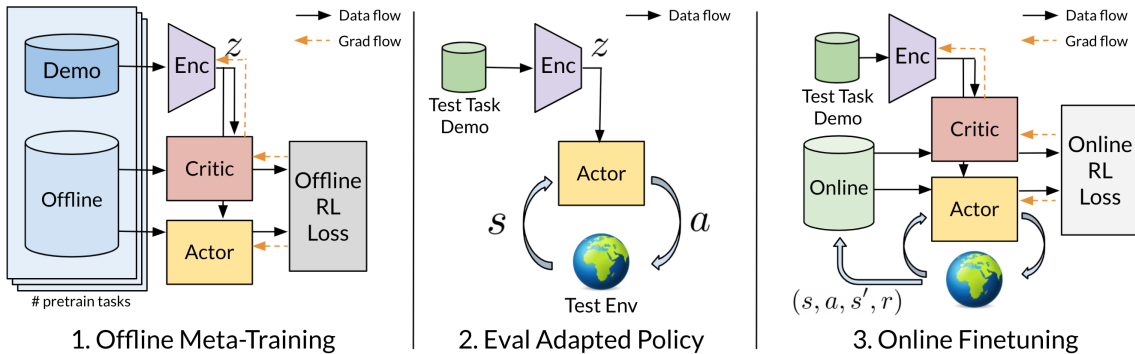 Data flow
Grad flow
Demo
Enc
z
Critic
Offline
Offline
RL
Loss
Actor
# pretrain tasks
1. Offline Meta-Training
Data flow
Enc
z
Test Task
Demo
Actor
s
a
Test Env
2. Eval Adapted Policy
Data flow
Grad flow
Enc
Test Task
Demo
Critic
Online
Online
RL
Loss
Actor
(s, a, s′, r)
3. Online Finetuning